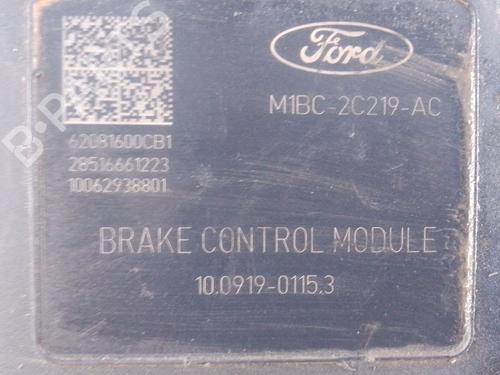 Ford
M1BC-2C219-AC
62081600CB1
28516661223
10062938801
BRAKE CONTROL MODULE
10.0919-0115.3